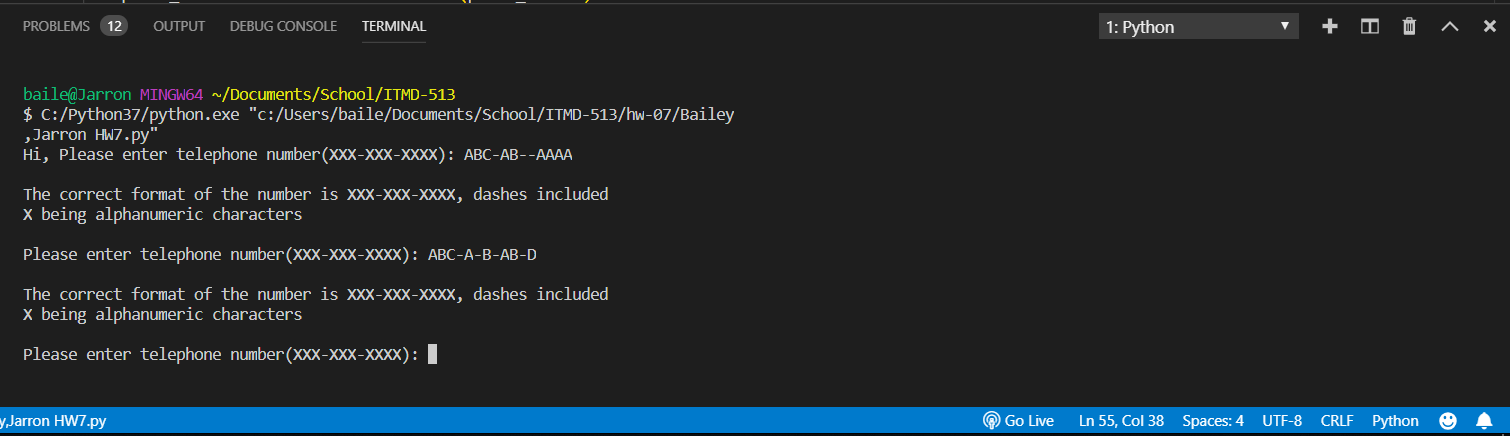 PROBLEMS 12 OUTPUT DEBUG CONSOLE TERMINAL 1: Python
baile@Jarron MINGW64 ~/Documents/School/ITMD-513
$ C:/Python37/python.exe "c:/Users/baile/Documents/School/ITMD-513/hw-07/Bailey
,Jarron HW7.py"
Hi, Please enter telephone number(XXX-XXX-XXXX): ABC-AB--AAAA
The correct format of the number is XXX-XXX-XXXX, dashes included
X being alphanumeric characters
Please enter telephone number(XXX-XXX-XXXX): ABC-A-B-AB-D
The correct format of the number is XXX-XXX-XXXX, dashes included
X being alphanumeric characters
Please enter telephone number(XXX-XXX-XXXX):
y,Jarron HW7.py Go Live Ln 55, Col 38 Spaces: 4 UTF-8 CRLF Python